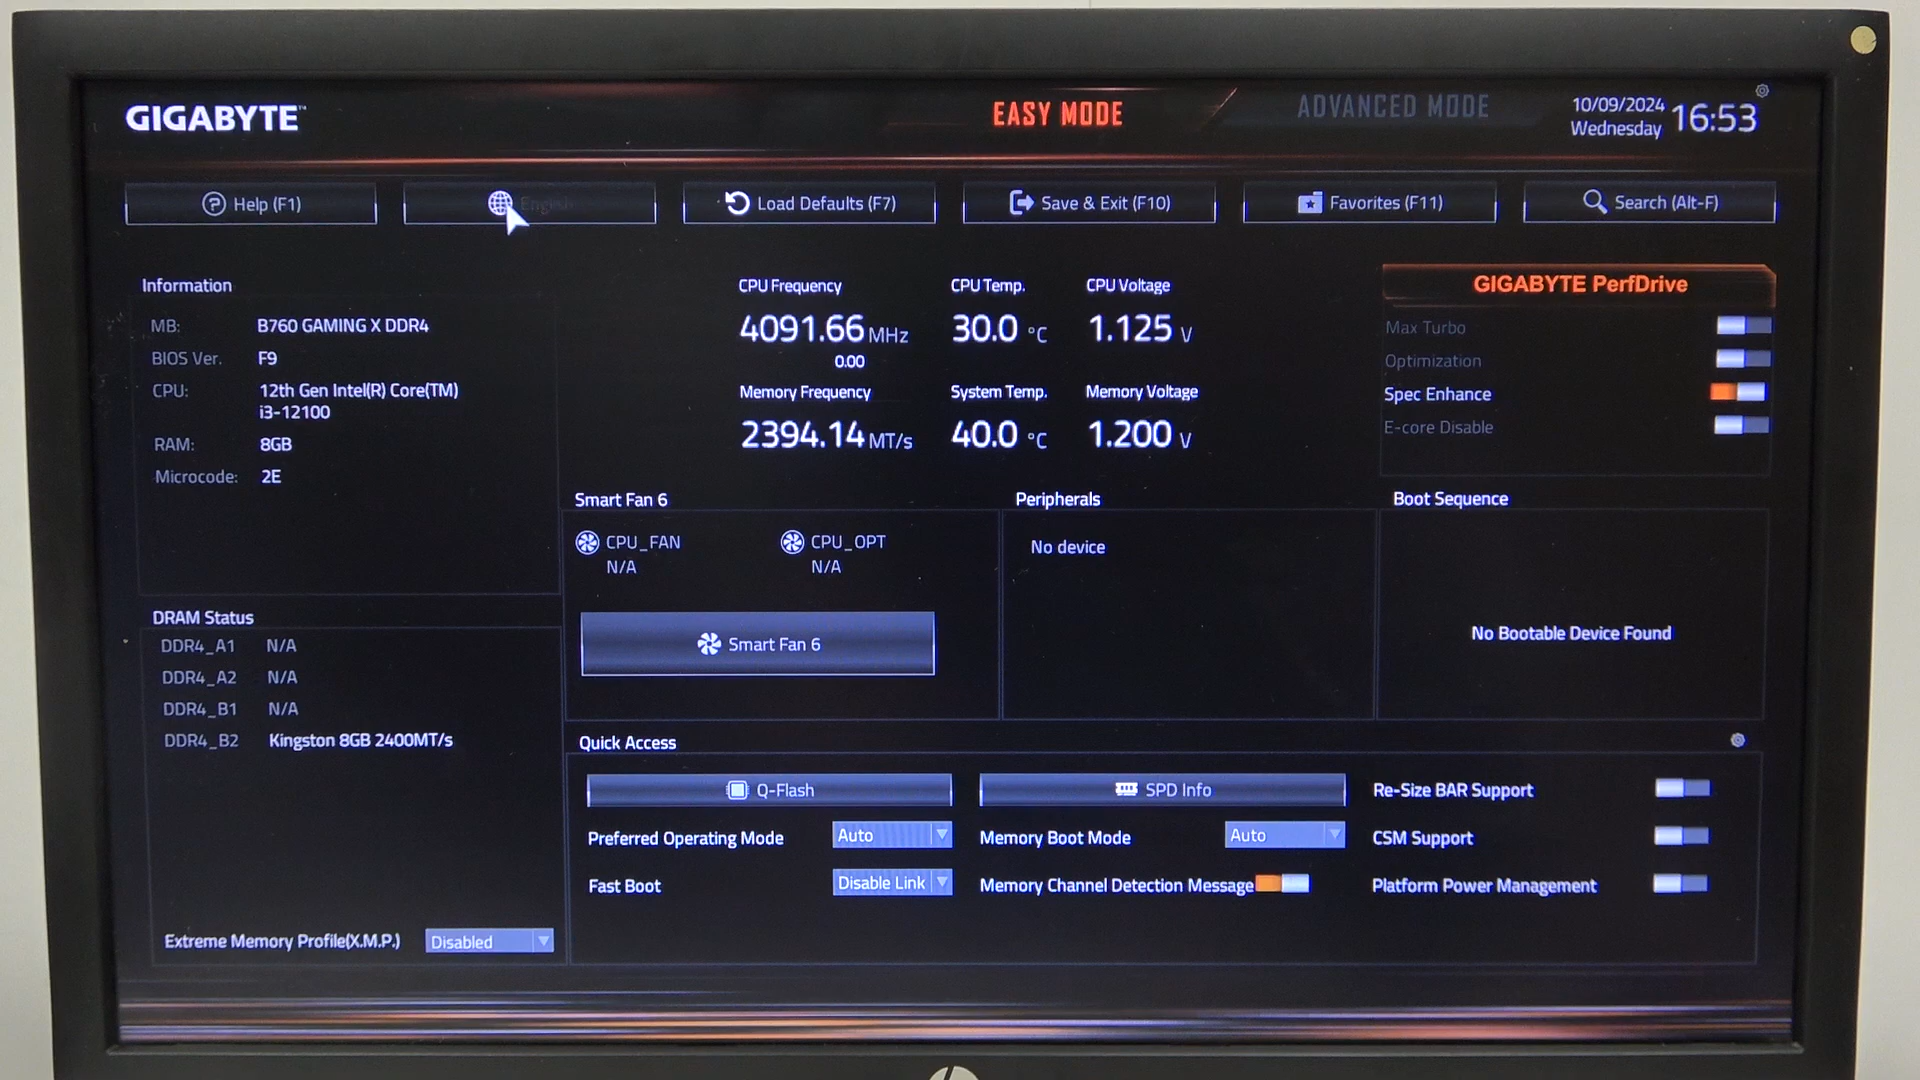 GIGABYTE™
EASY MODE
ADVANCED MODE
10/09/2024
Wednesday
16:53
Help (F1)
English
Load Defaults (F7)
Save & Exit (F10)
Favorites (F11)
Search (Alt-F)
Information
MB: B760 GAMING X DDR4
BIOS Ver. F9
CPU: 12th Gen Intel(R) Core(TM)
i3-12100
RAM: 8GB
Microcode: 2E
CPU Frequency
4091.66 MHz
0.00
CPU Temp.
30.0 °C
CPU Voltage
1.125 V
Memory Frequency
2394.14 MT/s
System Temp.
40.0 °C
Memory Voltage
1.200 V
GIGABYTE PerfDrive
Max Turbo
Optimization
Spec Enhance
E-core Disable
DRAM Status
DDR4_A1 N/A
DDR4_A2 N/A
DDR4_B1 N/A
DDR4_B2 Kingston 8GB 2400MT/s
Extreme Memory Profile(X.M.P.) Disabled
Smart Fan 6
CPU_FAN
N/A
CPU_OPT
N/A
Smart Fan 6
Peripherals
No device
Boot Sequence
No Bootable Device Found
Quick Access
Q-Flash
SPD Info
Re-Size BAR Support
Preferred Operating Mode Auto
Memory Boot Mode Auto
CSM Support
Fast Boot Disable Link
Memory Channel Detection Message
Platform Power Management